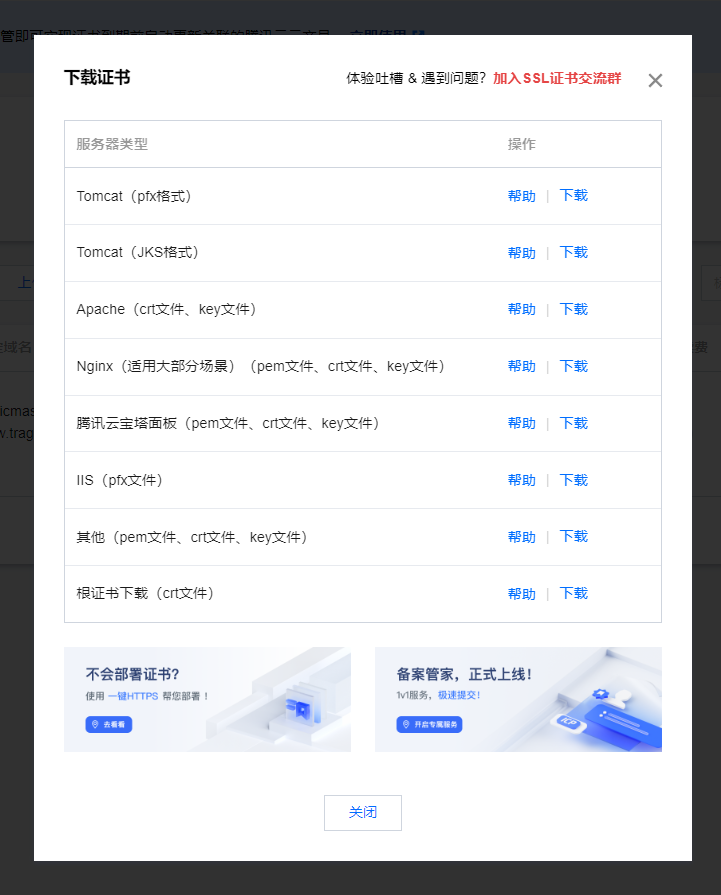 立即使用
下载证书
体验吐槽 & 遇到问题? 加入SSL证书交流群
服务器类型 操作
Tomcat（pfx格式） 帮助 | 下载
Tomcat（JKS格式） 帮助 | 下载
Apache（crt文件、key文件） 帮助 | 下载
Nginx（适用大部分场景）（pem文件、crt文件、key文件） 帮助 | 下载
腾讯云宝塔面板（pem文件、crt文件、key文件） 帮助 | 下载
IIS（pfx文件） 帮助 | 下载
其他（pem文件、crt文件、key文件） 帮助 | 下载
根证书下载（crt文件） 帮助 | 下载
不会部署证书?
使用 一键HTTPS 帮您部署！
去看看
备案管家，正式上线！
1v1服务，极速提交！
开启专属服务
ICP
关闭